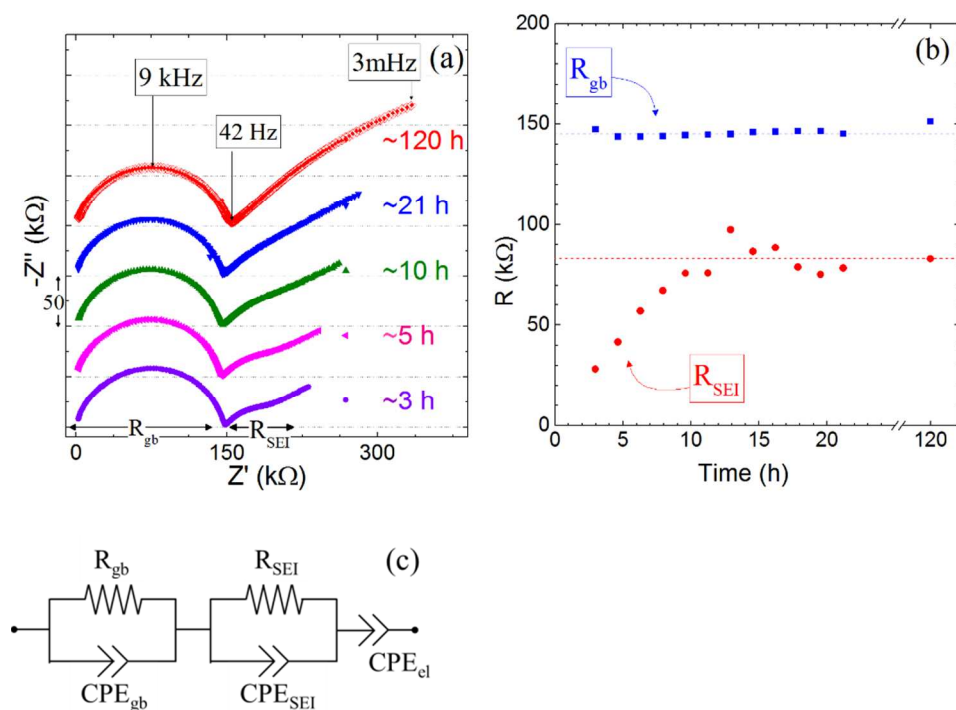 (a)
3mHz
9 kHz
42 Hz
~120 h
~21 h
~10 h
~5 h
~3 h
50
-Z'' (kΩ)
R_gb
R_SEI
0 150 300
Z' (kΩ)
(b)
200
150
100
50
0
R (kΩ)
R_gb
R_SEI
0 5 10 15 20 120
Time (h)
(c)
R_gb R_SEI
CPE_gb CPE_SEI CPE_el